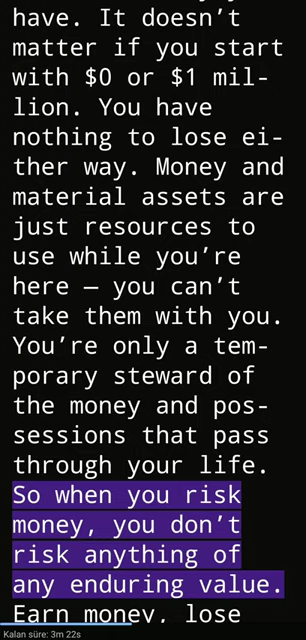 have. It doesn’t
matter if you start
with $0 or $1 mil-
lion. You have
nothing to lose ei-
ther way. Money and
material assets are
just resources to
use while you’re
here — you can’t
take them with you.
You’re only a tem-
porary steward of
the money and pos-
sessions that pass
through your life.
So when you risk
money, you don’t
risk anything of
any enduring value.
Earn money, lose
Kalan süre: 3m 22s